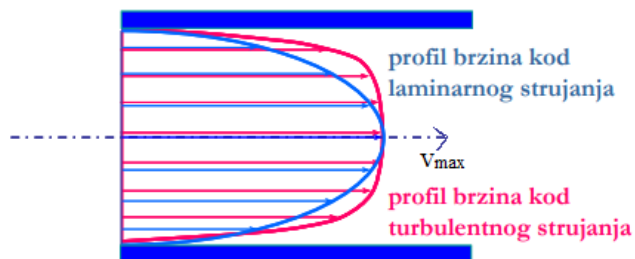 profil brzina kod
laminarnog strujanja
Vmax
profil brzina kod
turbulentnog strujanja